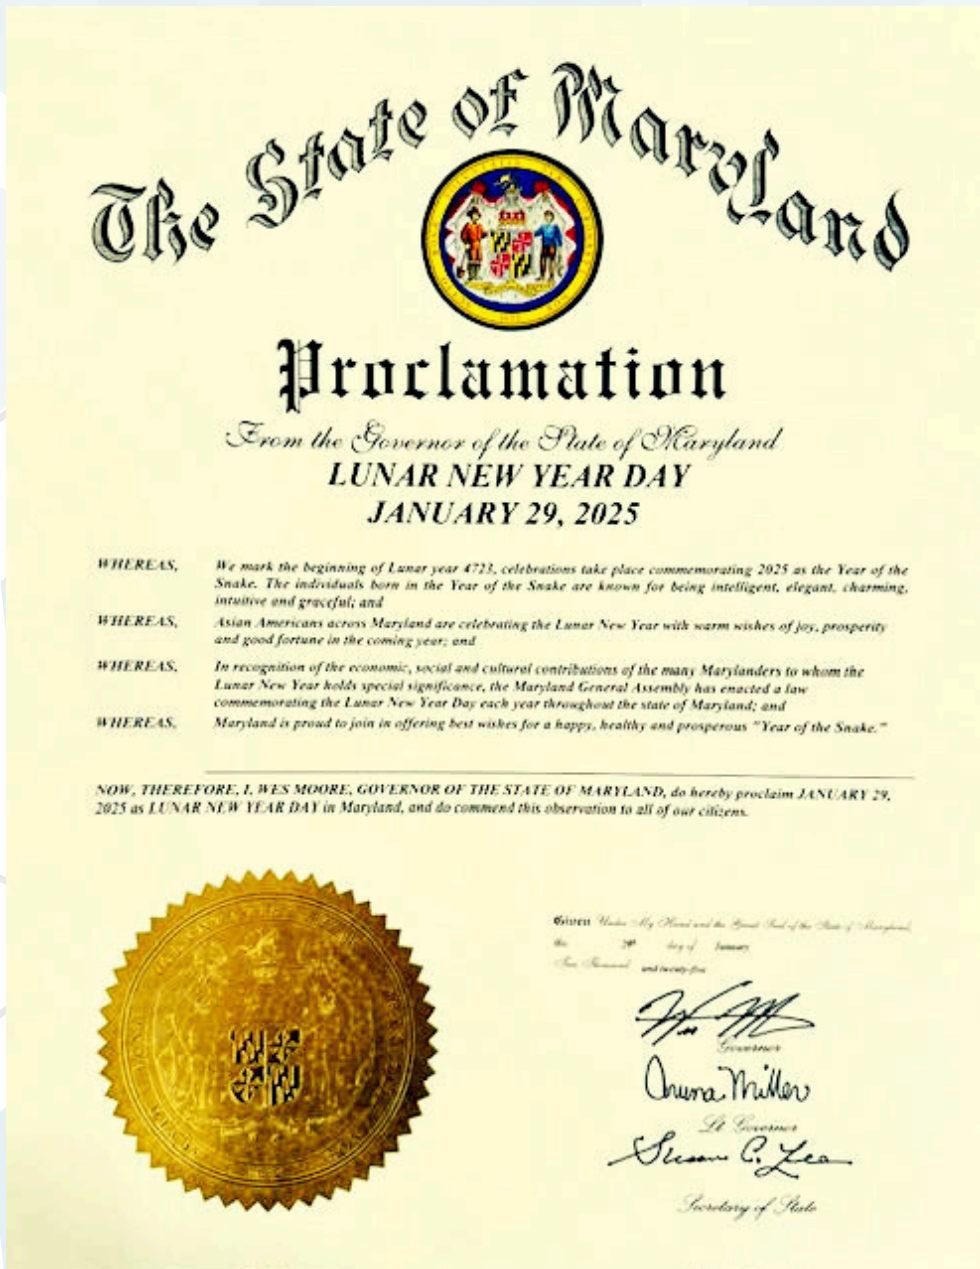 The State of Maryland
Proclamation
From the Governor of the State of Maryland
LUNAR NEW YEAR DAY
JANUARY 29, 2025
WHEREAS, We mark the beginning of Lunar year 4723, celebrations take place commemorating 2025 as the Year of the
Snake. The individuals born in the Year of the Snake are known for being intelligent, elegant, charming,
intuitive and graceful; and
WHEREAS, Asian Americans across Maryland are celebrating the Lunar New Year with warm wishes of joy, prosperity
and good fortune in the coming year; and
WHEREAS, In recognition of the economic, social and cultural contributions of the many Marylanders to whom the
Lunar New Year holds special significance, the Maryland General Assembly has enacted a law
commemorating the Lunar New Year Day each year throughout the state of Maryland; and
WHEREAS, Maryland is proud to join in offering best wishes for a happy, healthy and prosperous "Year of the Snake."
NOW, THEREFORE, I, WES MOORE, GOVERNOR OF THE STATE OF MARYLAND, do hereby proclaim JANUARY 29,
2025 as LUNAR NEW YEAR DAY in Maryland, and do commend this observation to all of our citizens.
Given Under My Hand and the Great Seal of the State of Maryland,
this 29th day of January
Two Thousand and twenty-five
Governor
Aruna Miller
Lt Governor
Susan C. Lee
Secretary of State